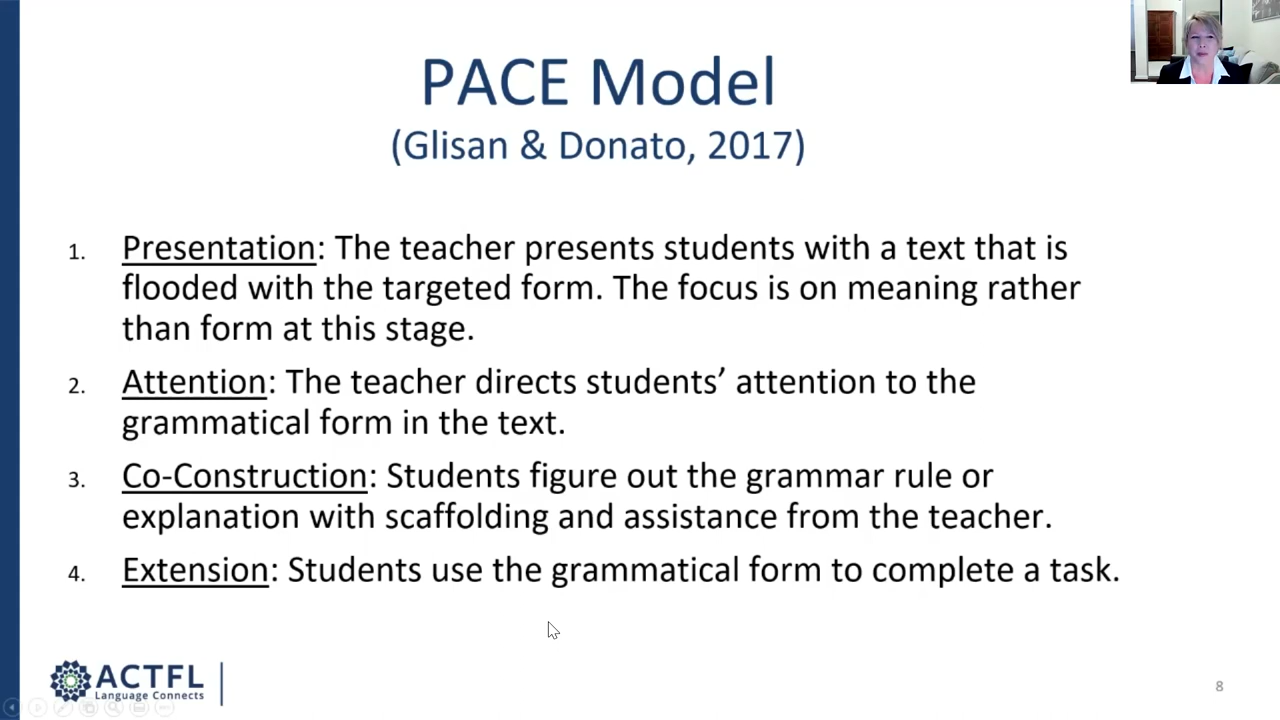 PACE Model
(Glisan & Donato, 2017)
1. Presentation: The teacher presents students with a text that is
flooded with the targeted form. The focus is on meaning rather
than form at this stage.
2. Attention: The teacher directs students’ attention to the
grammatical form in the text.
3. Co-Construction: Students figure out the grammar rule or
explanation with scaffolding and assistance from the teacher.
4. Extension: Students use the grammatical form to complete a task.
ACTFL
Language Connects
8